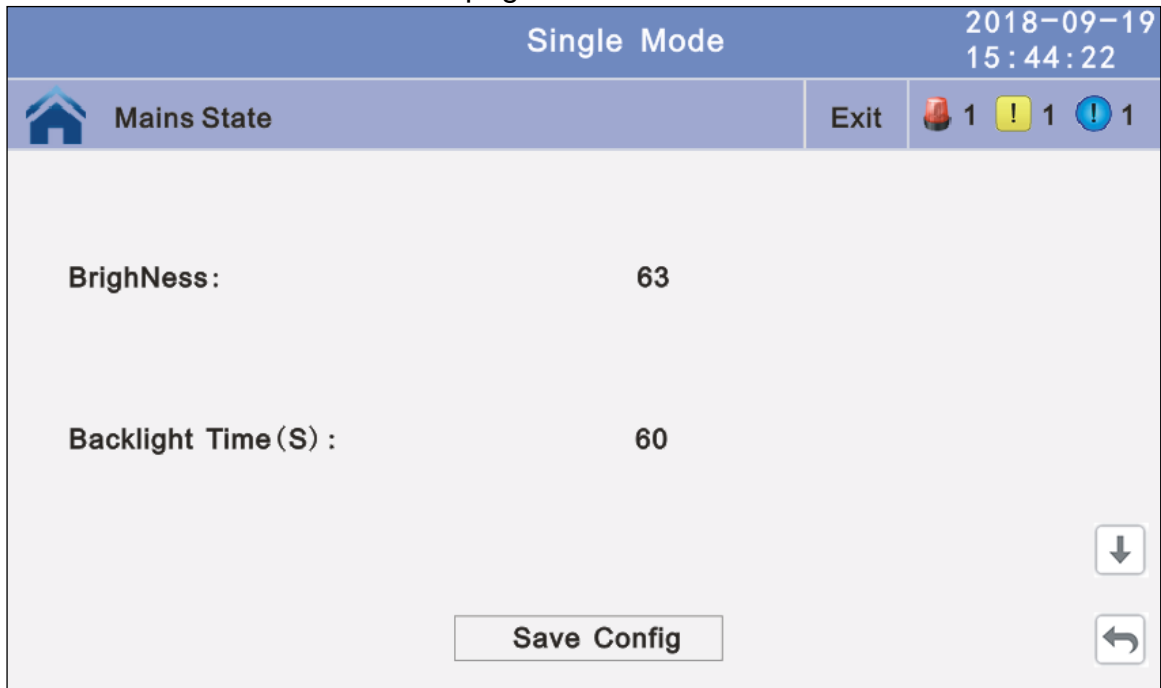 Single Mode
2018-09-19
15:44:22
Mains State
Exit
1
! 1
! 1
BrighNess: 63
Backlight Time(S): 60
Save Config